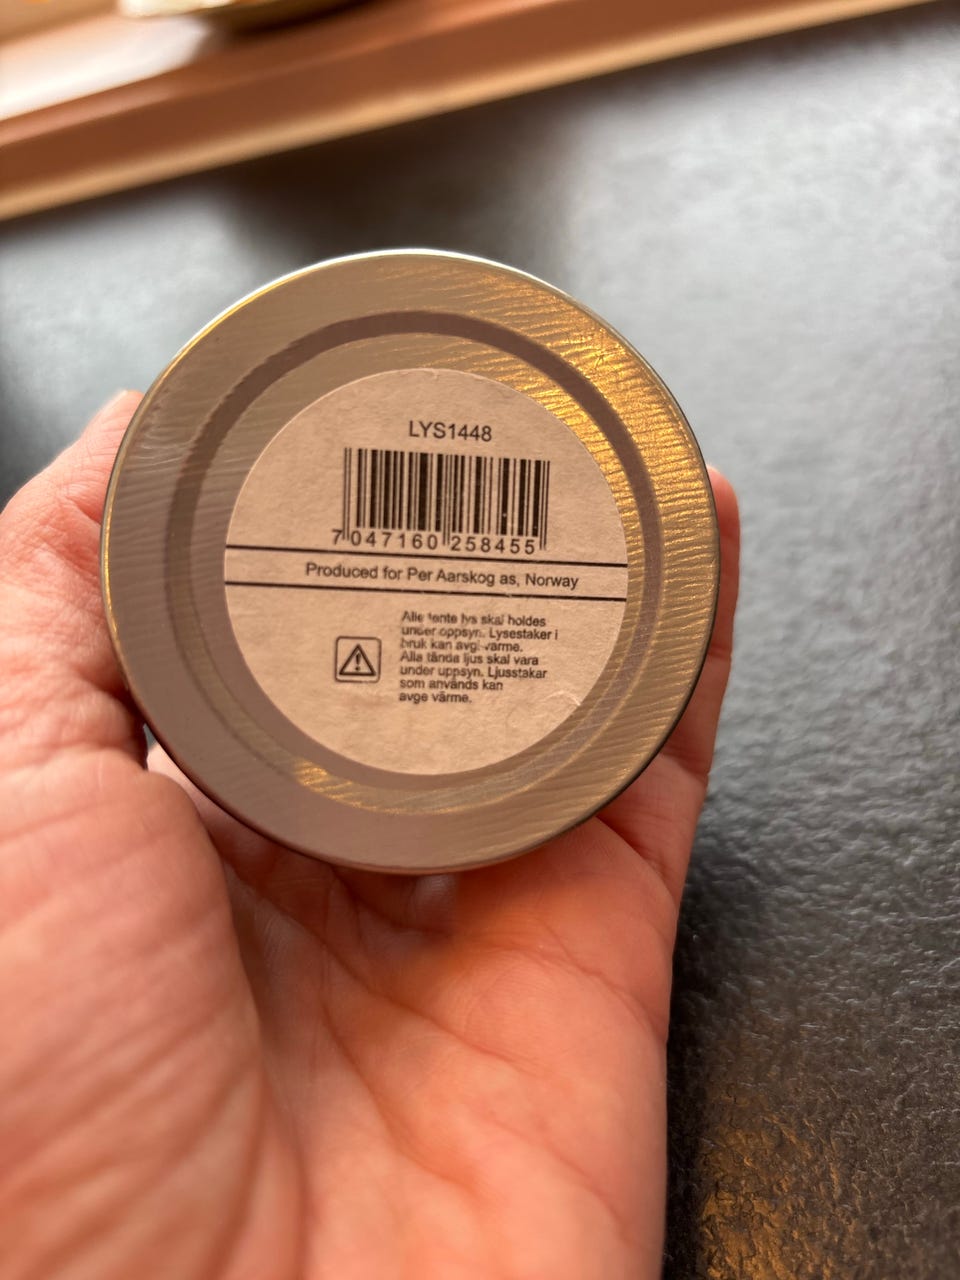 LYS1448
7 047160 258455
Produced for Per Aarskog as, Norway
Alle tente lys skal holdes
under oppsyn. Lysestaker i
bruk kan avgi varme.
Alla tända ljus skal vara
under uppsyn. Ljusstakar
som används kan
avge värme.